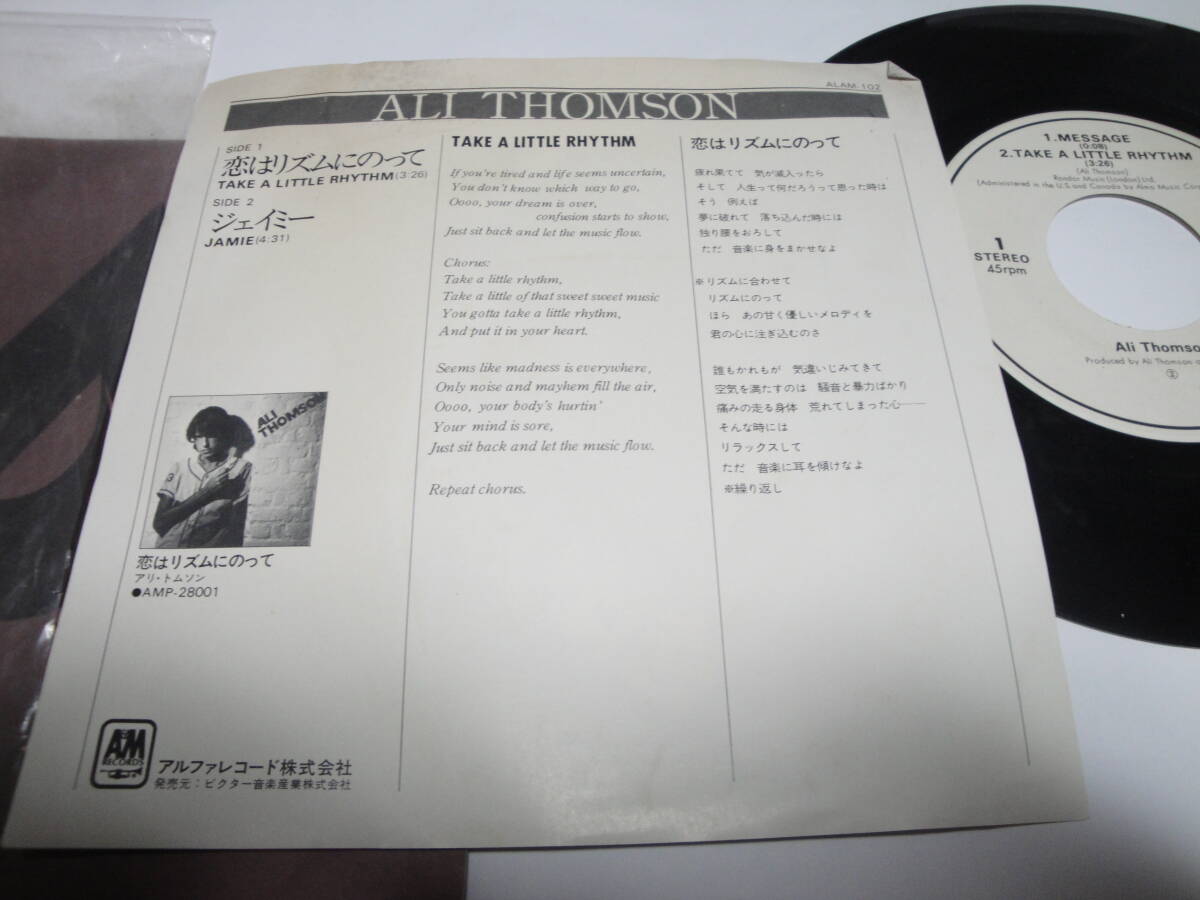 ALAM. 102
ALI THOMSON
SIDE 1
恋はリズムにのって
TAKE A LITTLE RHYTHM(3:26)
SIDE 2
ジェイミー
JAMIE(4:31)
ALI
THOMSON
恋はリズムにのって
アリ・トムソン
●AMP-28001
A&M
RECORDS
アルファレコード株式会社
発売元:ビクター音楽産業株式会社
TAKE A LITTLE RHYTHM
If you're tired and life seems uncertain,
You don't know which way to go,
Oooo, your dream is over,
confusion starts to show,
Just sit back and let the music flow.
Chorus:
Take a little rhythm,
Take a little of that sweet sweet music
You gotta take a little rhythm,
And put it in your heart.
Seems like madness is everywhere,
Only noise and mayhem fill the air,
Oooo, your body's hurtin'
Your mind is sore,
Just sit back and let the music flow.
Repeat chorus.
恋はリズムにのって
疲れ果てて 気が滅入ったら
そして 人生って何だろうって思った時は
そう 例えば
夢に破れて 落ち込んだ時には
独り腰をおろして
ただ 音楽に身をまかせなよ
※リズムに合わせて
リズムにのって
ほら あの甘く優しいメロディを
君の心に注ぎ込むのさ
誰もかれもが 気違いじみてきて
空気を満たすのは 騒音と暴力ばかり
痛みの走る身体 荒れてしまった心——
そんな時には
リラックスして
ただ 音楽に耳を傾けなよ
※繰り返し
1.MESSAGE
(0:08)
2.TAKE A LITTLE RHYTHM
(3:26)
(Ali Thomson)
Rondor Music (London) Ltd.
(Administered in the U.S. and Canada by Almo Music
1
STEREO
45rpm
Ali Thomso
Produced by Ali Thomson